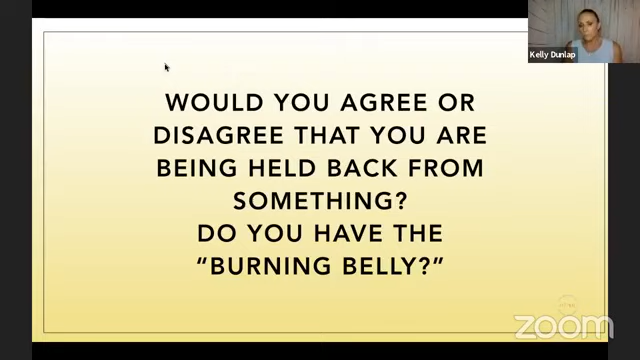 Kelly Dunlap
WOULD YOU AGREE OR
DISAGREE THAT YOU ARE
BEING HELD BACK FROM
SOMETHING?
DO YOU HAVE THE
“BURNING BELLY?”
zoom